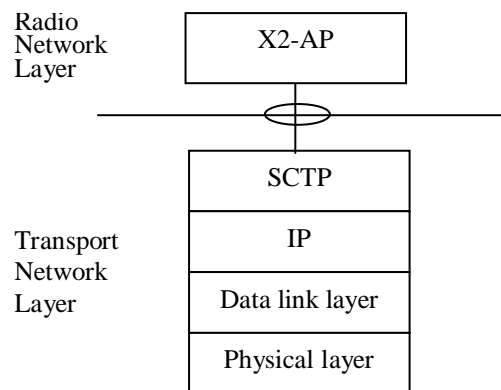 Radio
Network
Layer
X2-AP
SCTP
IP
Transport
Network
Layer
Data link layer
Physical layer